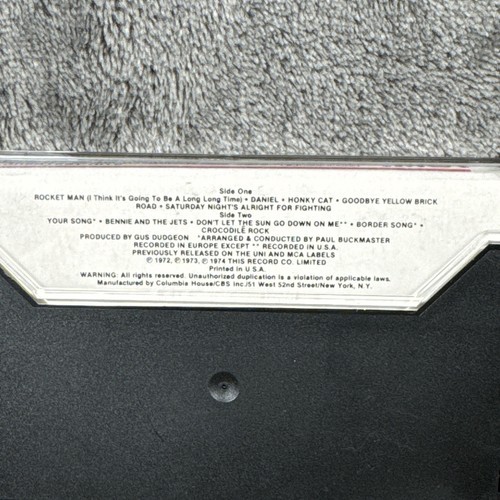 Side One
ROCKET MAN (I Think It's Going To Be A Long Long Time) • DANIEL • HONKY CAT • GOODBYE YELLOW BRICK
ROAD • SATURDAY NIGHT'S ALRIGHT FOR FIGHTING
Side Two
YOUR SONG* • BENNIE AND THE JETS • DON'T LET THE SUN GO DOWN ON ME** • BORDER SONG* •
CROCODILE ROCK
PRODUCED BY GUS DUDGEON *ARRANGED & CONDUCTED BY PAUL BUCKMASTER
RECORDED IN EUROPE EXCEPT ** RECORDED IN U.S.A.
PREVIOUSLY RELEASED ON THE UNI AND MCA LABELS
℗ 1972, ℗ 1973, ℗ 1974 THIS RECORD CO. LIMITED
Printed in U.S.A.
WARNING: All rights reserved. Unauthorized duplication is a violation of applicable laws.
Manufactured by Columbia House/CBS Inc./51 West 52nd Street/New York, N.Y.